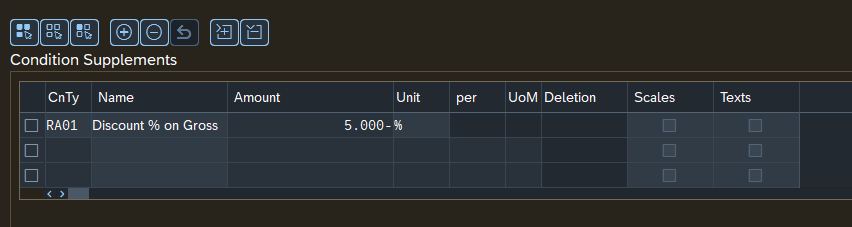 Condition Supplements
CnTy Name Amount Unit per UoM Deletion Scales Texts
RA01 Discount % on Gross 5.000- %